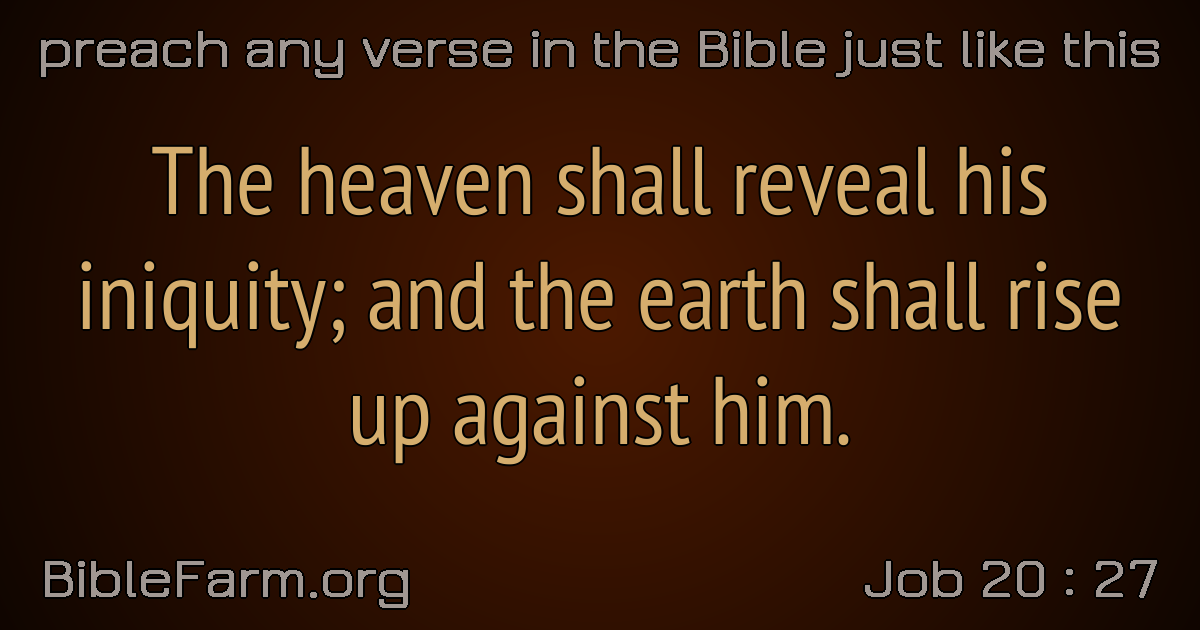 preach any verse in the Bible just like this
The heaven shall reveal his
iniquity; and the earth shall rise
up against him.
BibleFarm.org
Job 20 : 27